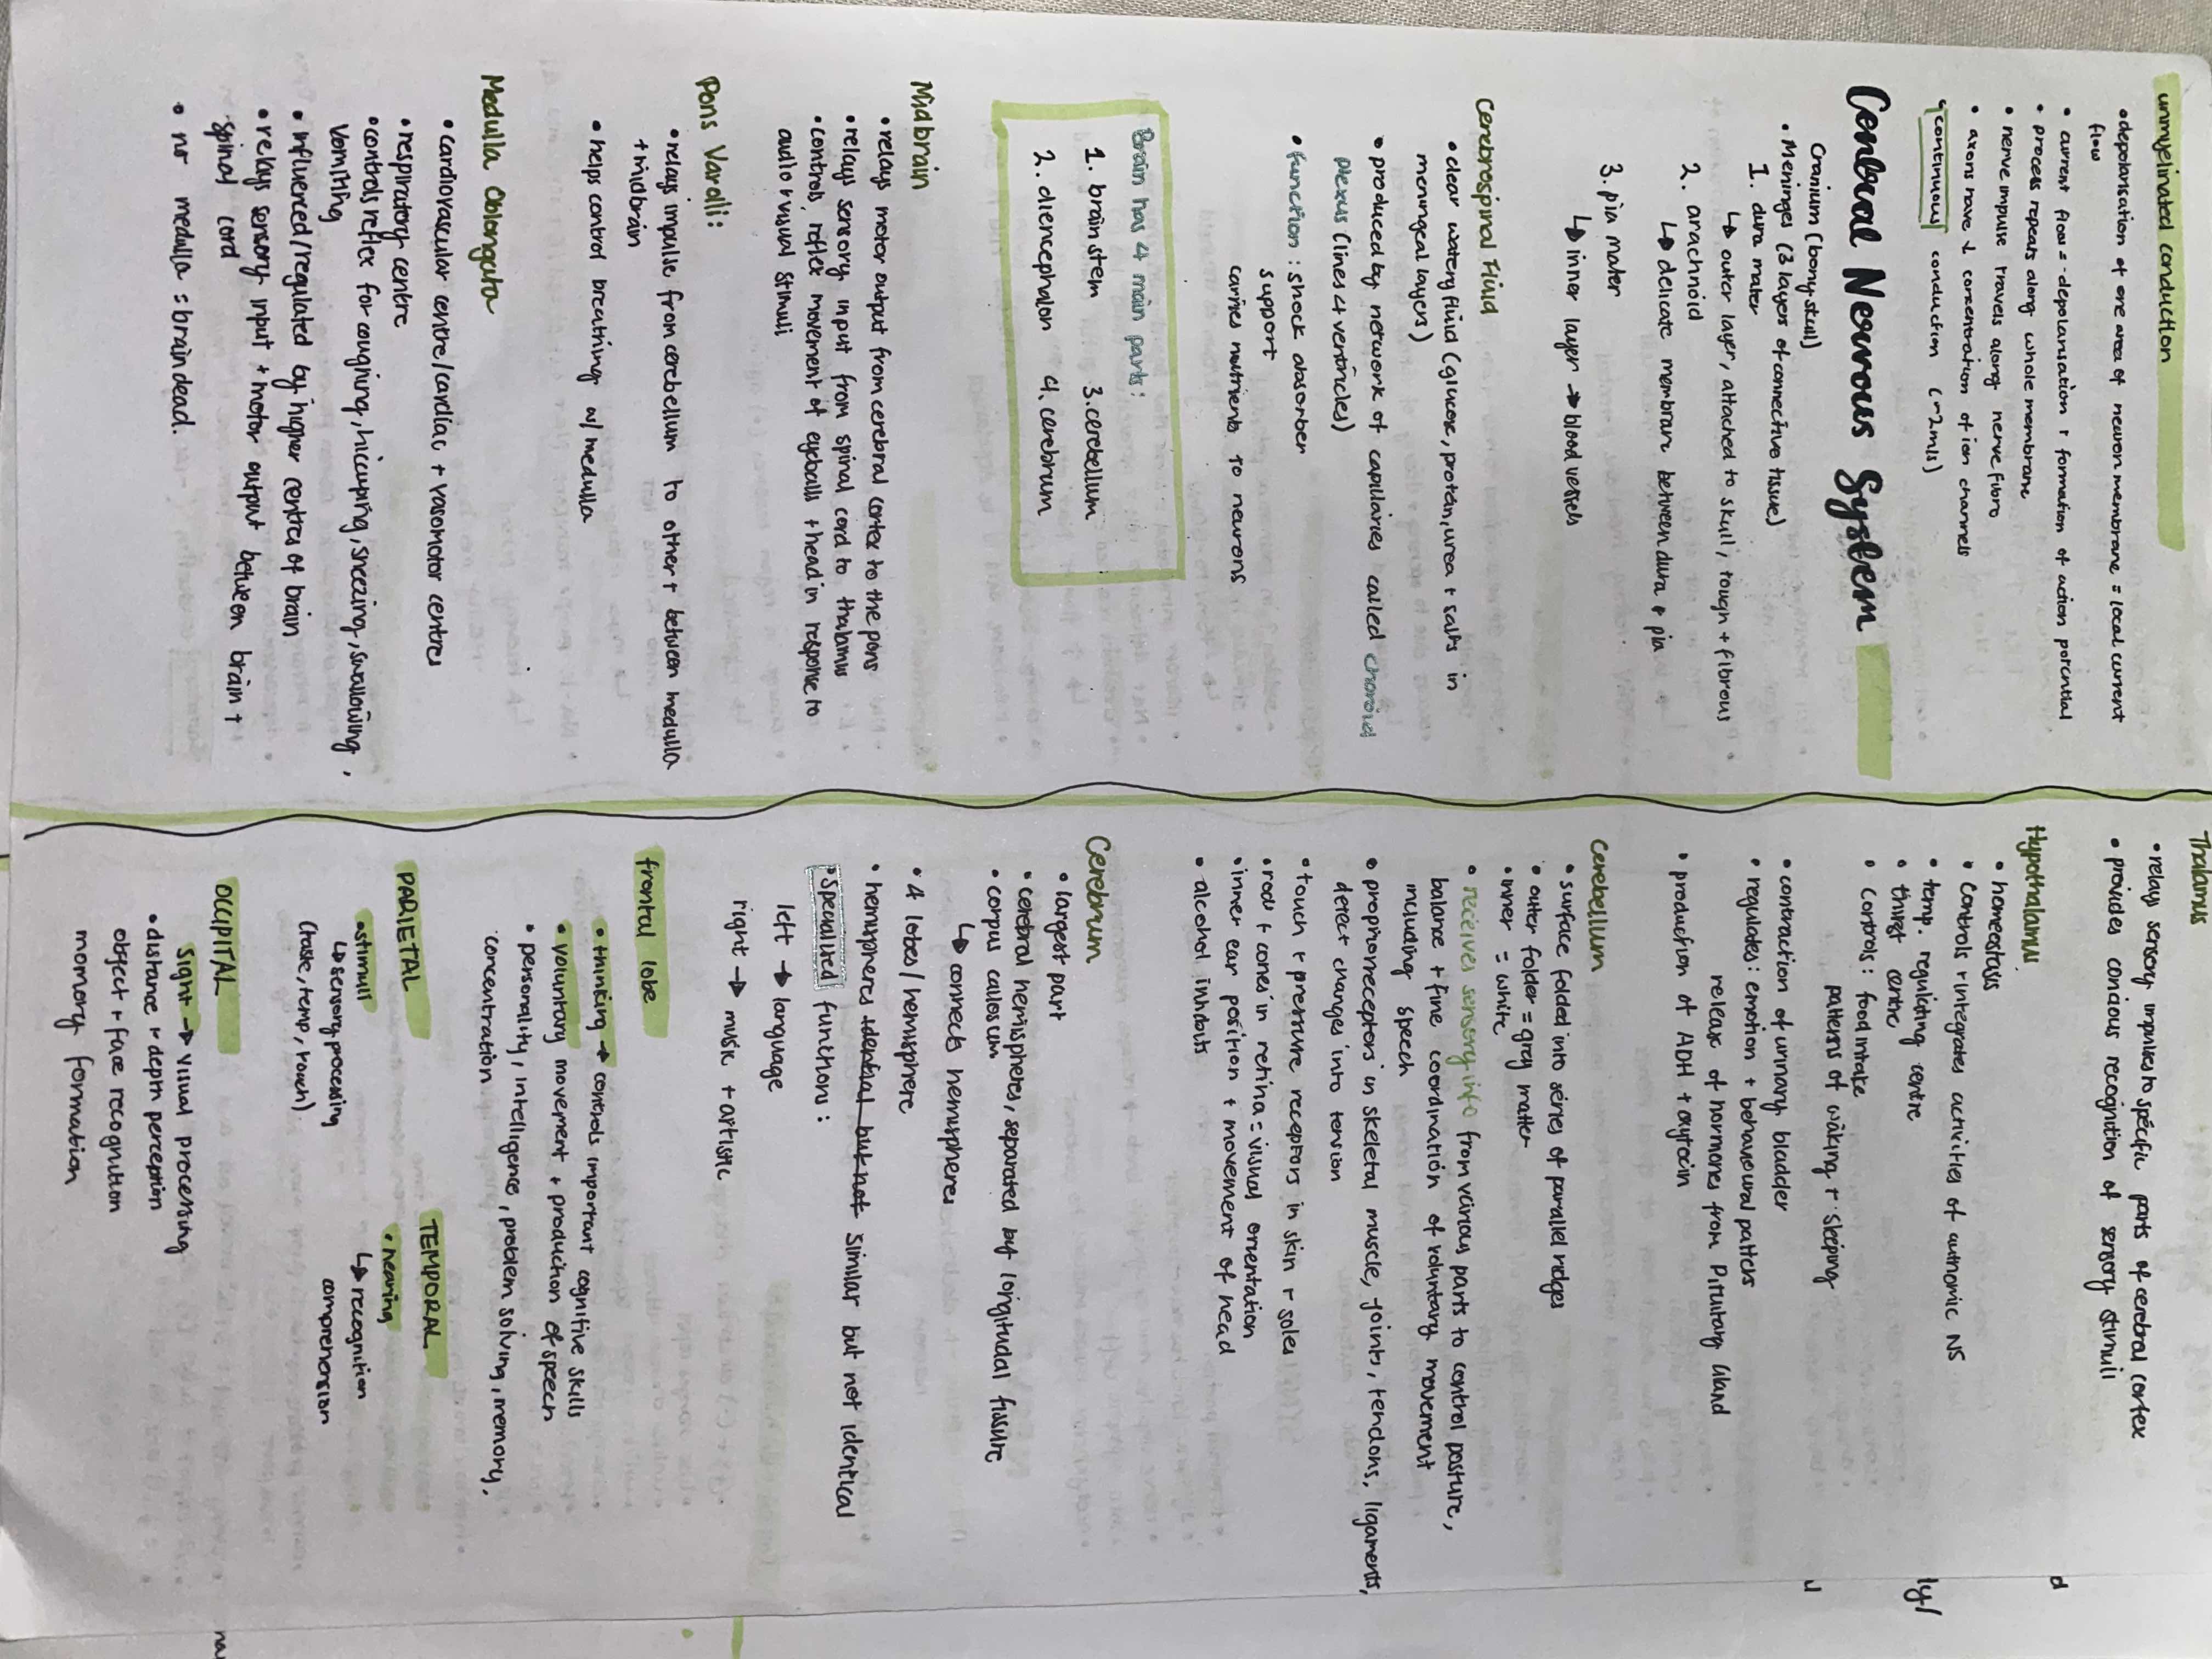 unmyelinated conduction
• depolarisation of one area of neuron membrane = local current
flow
• current flow = depolarisation + formation of action potential
• process repeats along whole membrane
• nerve impulse travels along nerve fibre
• axons have ↓ concentration of ion channels
• continuous conduction (~2m/s)
Central Nervous System
Cranium (bony skull)
• Meninges (3 layers of connective tissue)
1. dura mater
↳ outer layer, attached to skull, tough + fibrous
2. arachnoid
↳ delicate membrane between dura + pia
3. pia mater
↳ inner layer → blood vessels
Cerebrospinal Fluid
• clear watery fluid (glucose, protein, urea + salts in
meningeal layers)
• produced by network of capillaries called choroid
plexus (lines 4 ventricles)
• function: shock absorber
support
carries nutrients to neurons
Brain has 4 main parts:
1. brain stem 3. cerebellum
2. diencephalon 4. cerebrum
Midbrain
• relays motor output from cerebral cortex to the pons
• relays sensory input from spinal cord to thalamus
• controls reflex movement of eyeballs + head in response to
audio + visual stimuli
Pons Varolli:
• relays impulse from cerebellum to other + between medulla
+ midbrain
• helps control breathing w/ medulla
Medulla Oblongata
• cardiovascular centre/cardiac + vasomotor centres
• respiratory centre
• controls reflex for coughing, hiccuping, sneezing, swallowing,
vomiting
• influenced/regulated by higher centres of brain
• relays sensory input + motor output between brain +
spinal cord
• no medulla = braindead.
Thalamus
• relays sensory impulses to specific parts of cerebral cortex
• provides concious recognition of sensory stimuli
Hypothalamus
• homeostasis
• controls + integrates activities of autnomic NS
• temp. regulating centre
• thirst centre
• controls: food intake
patterns of waking + sleeping
• contraction of urinary bladder
• regulates: emotion + behavioural patters
release of hormones from Pituitary Gland
• production of ADH + oxytocin
Cerebellum
• surface folded into series of parallel ridges
• outer folder = grey matter
• inner = white
• receives sensory info from various parts to control posture,
balance + fine coordination of voluntary movement
including speech
• propriorreceptors in skeletal muscle, joints, tendons, ligaments,
detect changes into tension
• touch + pressure receptors in skin + soles
• rods + cones in retina = visual orientation
• inner ear position + movement of head
• alcohol inhibits
Cerebrum
• largest part
• cerebral hemispheres, separated by longitudal fissure
• corpus callosum
↳ connects hemispheres
• 4 lobes/hemisphere
• hemispheres identical but not similar but not identical
• specialised functions:
left → language
right → music + artistic
frontal lobe
• thinking → controls important cognitive skills
• voluntary movement + production of speech
• personality, intelligence, problem solving, memory,
concentration
PARIETAL
• stimuli
↳ sensory processing
(taste, temp, touch)
TEMPORAL
• hearing
↳ recognition
comprehension
OCCIPITAL
Sight → visual processing
• distance + depth perception
object + face recognition
momory formation
d
ly/
na